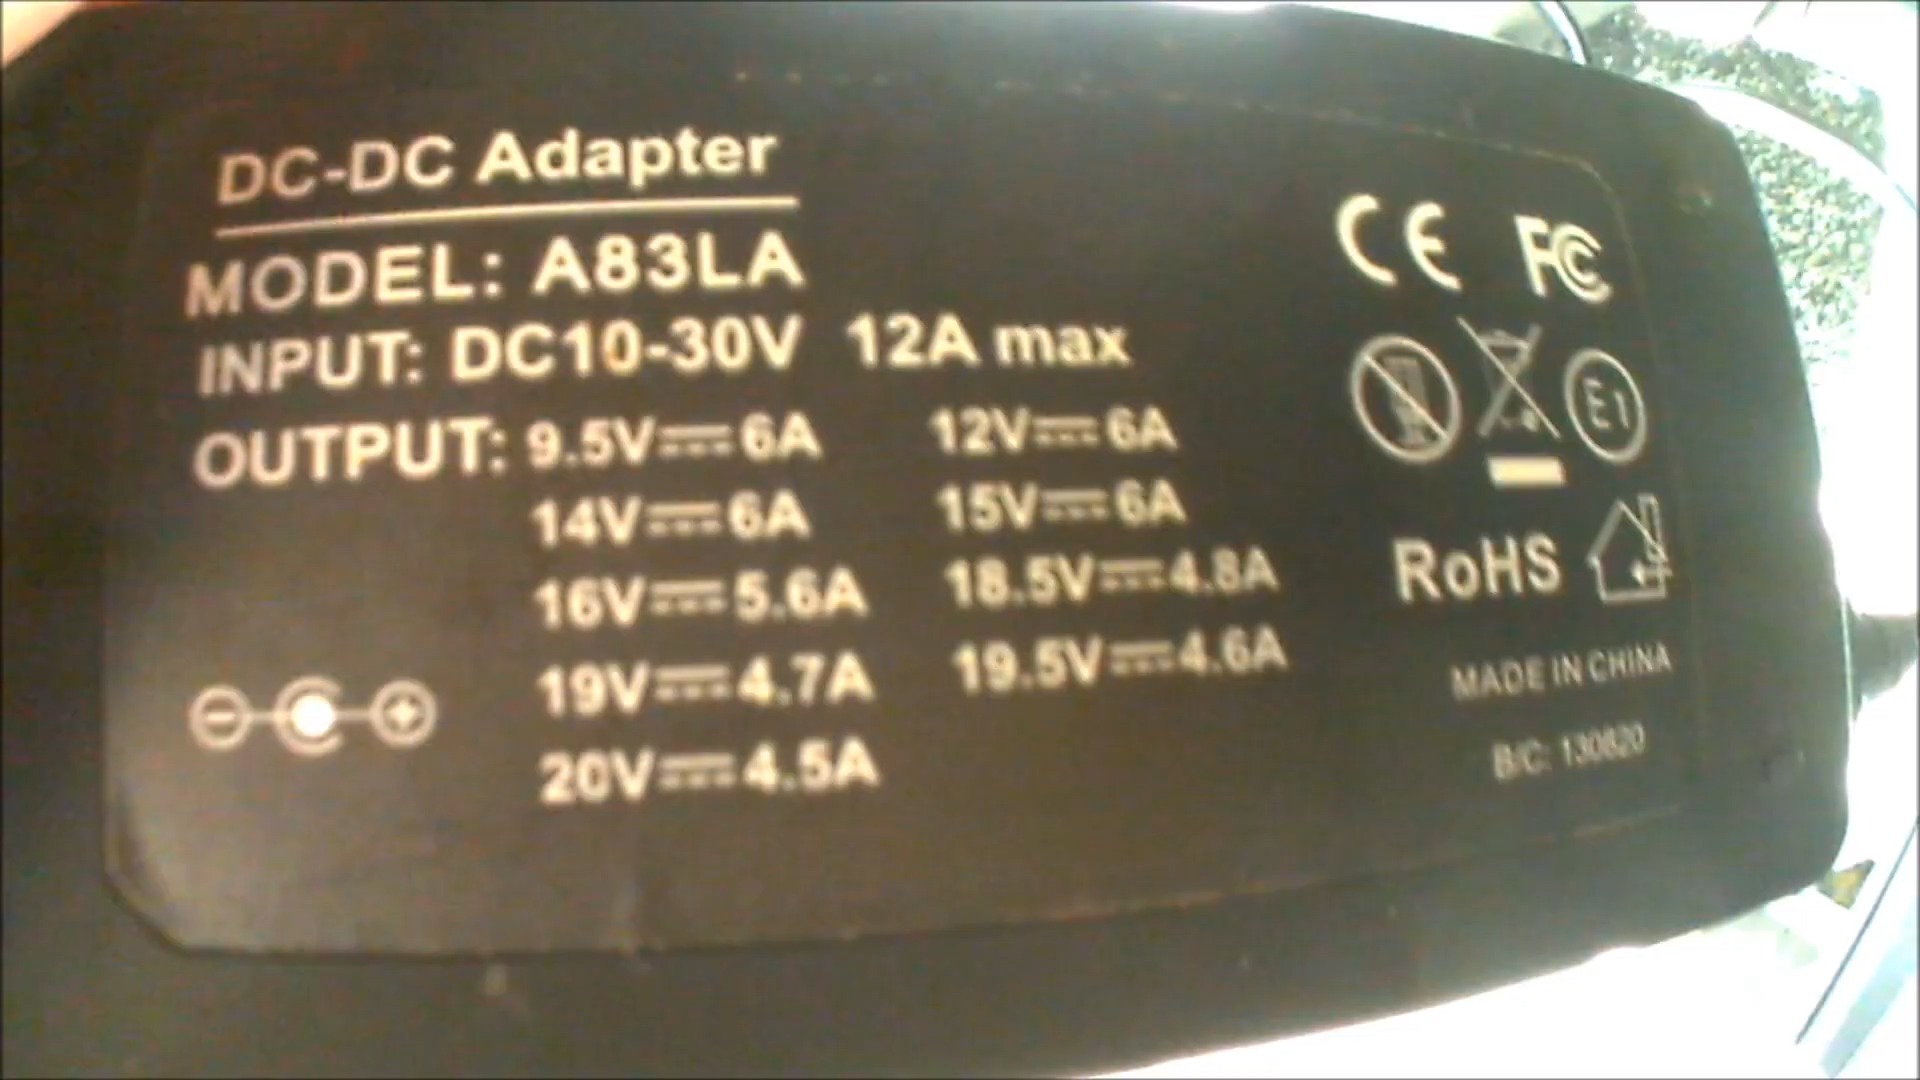 DC-DC Adapter
MODEL: A83LA
INPUT: DC10-30V 12A max
OUTPUT: 9.5V⎓6A 12V⎓6A
14V⎓6A 15V⎓6A
16V⎓5.6A 18.5V⎓4.8A
19V⎓4.7A 19.5V⎓4.6A
20V⎓4.5A
CE FC
E1
RoHS
MADE IN CHINA
B/C: